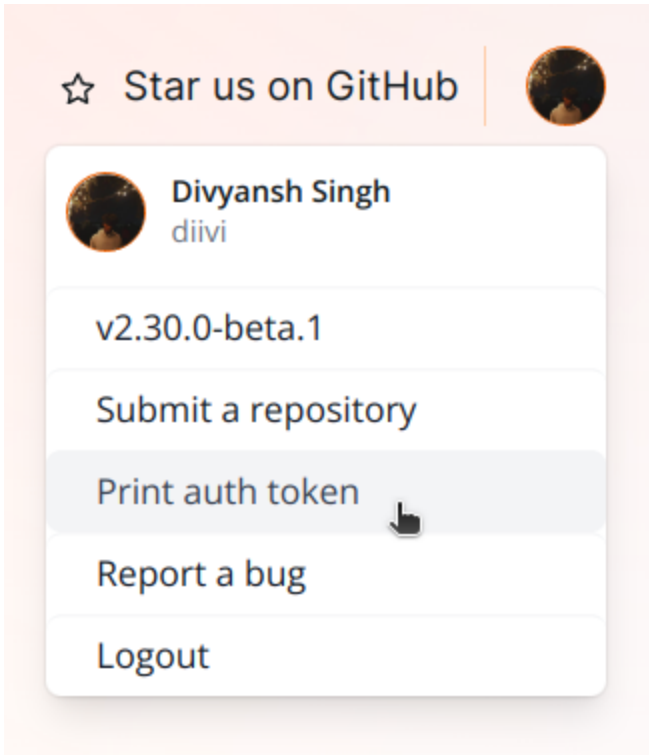 Star us on GitHub
Divyansh Singh
diivi
v2.30.0-beta.1
Submit a repository
Print auth token
Report a bug
Logout